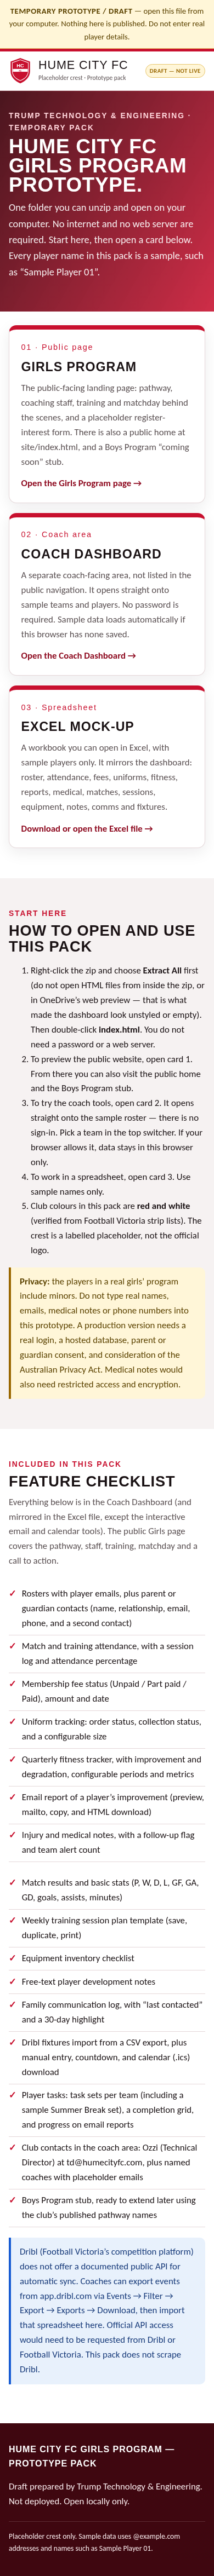 TEMPORARY PROTOTYPE / DRAFT — open this file from
your computer. Nothing here is published. Do not enter real
player details.
HC
HUME CITY FC
Placeholder crest · Prototype pack
DRAFT — NOT LIVE
TRUMP TECHNOLOGY & ENGINEERING ·
TEMPORARY PACK
HUME CITY FC
GIRLS PROGRAM
PROTOTYPE.
One folder you can unzip and open on your
computer. No internet and no web server are
required. Start here, then open a card below.
Every player name in this pack is a sample, such
as “Sample Player 01”.
01 · Public page
GIRLS PROGRAM
The public-facing landing page: pathway,
coaching staff, training and matchday behind
the scenes, and a placeholder register-
interest form. There is also a public home at
site/index.html, and a Boys Program “coming
soon” stub.
Open the Girls Program page →
02 · Coach area
COACH DASHBOARD
A separate coach-facing area, not listed in the
public navigation. It opens straight onto
sample teams and players. No password is
required. Sample data loads automatically if
this browser has none saved.
Open the Coach Dashboard →
03 · Spreadsheet
EXCEL MOCK-UP
A workbook you can open in Excel, with
sample players only. It mirrors the dashboard:
roster, attendance, fees, uniforms, fitness,
reports, medical, matches, sessions,
equipment, notes, comms and fixtures.
Download or open the Excel file →
START HERE
HOW TO OPEN AND USE
THIS PACK
1. Right-click the zip and choose Extract All first
(do not open HTML files from inside the zip, or
in OneDrive’s web preview — that is what
makes the dashboard look unstyled or empty).
Then double-click index.html. You do not
need a password or a web server.
2. To preview the public website, open card 1.
From there you can also visit the public home
and the Boys Program stub.
3. To try the coach tools, open card 2. It opens
straight onto the sample roster — there is no
sign-in. Pick a team in the top switcher. If your
browser allows it, data stays in this browser
only.
4. To work in a spreadsheet, open card 3. Use
sample names only.
5. Club colours in this pack are red and white
(verified from Football Victoria strip lists). The
crest is a labelled placeholder, not the official
logo.
Privacy: the players in a real girls’ program
include minors. Do not type real names,
emails, medical notes or phone numbers into
this prototype. A production version needs a
real login, a hosted database, parent or
guardian consent, and consideration of the
Australian Privacy Act. Medical notes would
also need restricted access and encryption.
INCLUDED IN THIS PACK
FEATURE CHECKLIST
Everything below is in the Coach Dashboard (and
mirrored in the Excel file, except the interactive
email and calendar tools). The public Girls page
covers the pathway, staff, training, matchday and a
call to action.
✓ Rosters with player emails, plus parent or
guardian contacts (name, relationship, email,
phone, and a second contact)
✓ Match and training attendance, with a session
log and attendance percentage
✓ Membership fee status (Unpaid / Part paid /
Paid), amount and date
✓ Uniform tracking: order status, collection status,
and a configurable size
✓ Quarterly fitness tracker, with improvement and
degradation, configurable periods and metrics
✓ Email report of a player’s improvement (preview,
mailto, copy, and HTML download)
✓ Injury and medical notes, with a follow-up flag
and team alert count
✓ Match results and basic stats (P, W, D, L, GF, GA,
GD, goals, assists, minutes)
✓ Weekly training session plan template (save,
duplicate, print)
✓ Equipment inventory checklist
✓ Free-text player development notes
✓ Family communication log, with “last contacted”
and a 30-day highlight
✓ Dribl fixtures import from a CSV export, plus
manual entry, countdown, and calendar (.ics)
download
✓ Player tasks: task sets per team (including a
sample Summer Break set), a completion grid,
and progress on email reports
✓ Club contacts in the coach area: Ozzi (Technical
Director) at td@humecityfc.com, plus named
coaches with placeholder emails
✓ Boys Program stub, ready to extend later using
the club’s published pathway names
Dribl (Football Victoria’s competition platform)
does not offer a documented public API for
automatic sync. Coaches can export events
from app.dribl.com via Events → Filter →
Export → Exports → Download, then import
that spreadsheet here. Official API access
would need to be requested from Dribl or
Football Victoria. This pack does not scrape
Dribl.
HUME CITY FC GIRLS PROGRAM —
PROTOTYPE PACK
Draft prepared by Trump Technology & Engineering.
Not deployed. Open locally only.
Placeholder crest only. Sample data uses @example.com
addresses and names such as Sample Player 01.